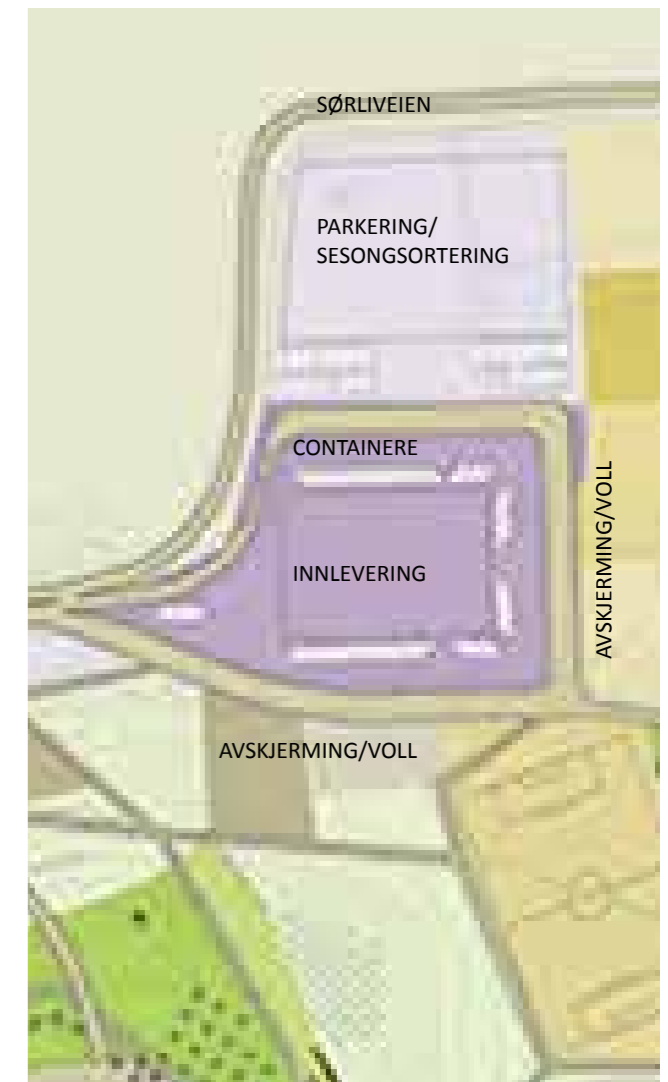 SØRLIVEIEN
PARKERING/
SESONGSORTERING
CONTAINERE
INNLEVERING
AVSKJERMING/VOLL
AVSKJERMING/VOLL